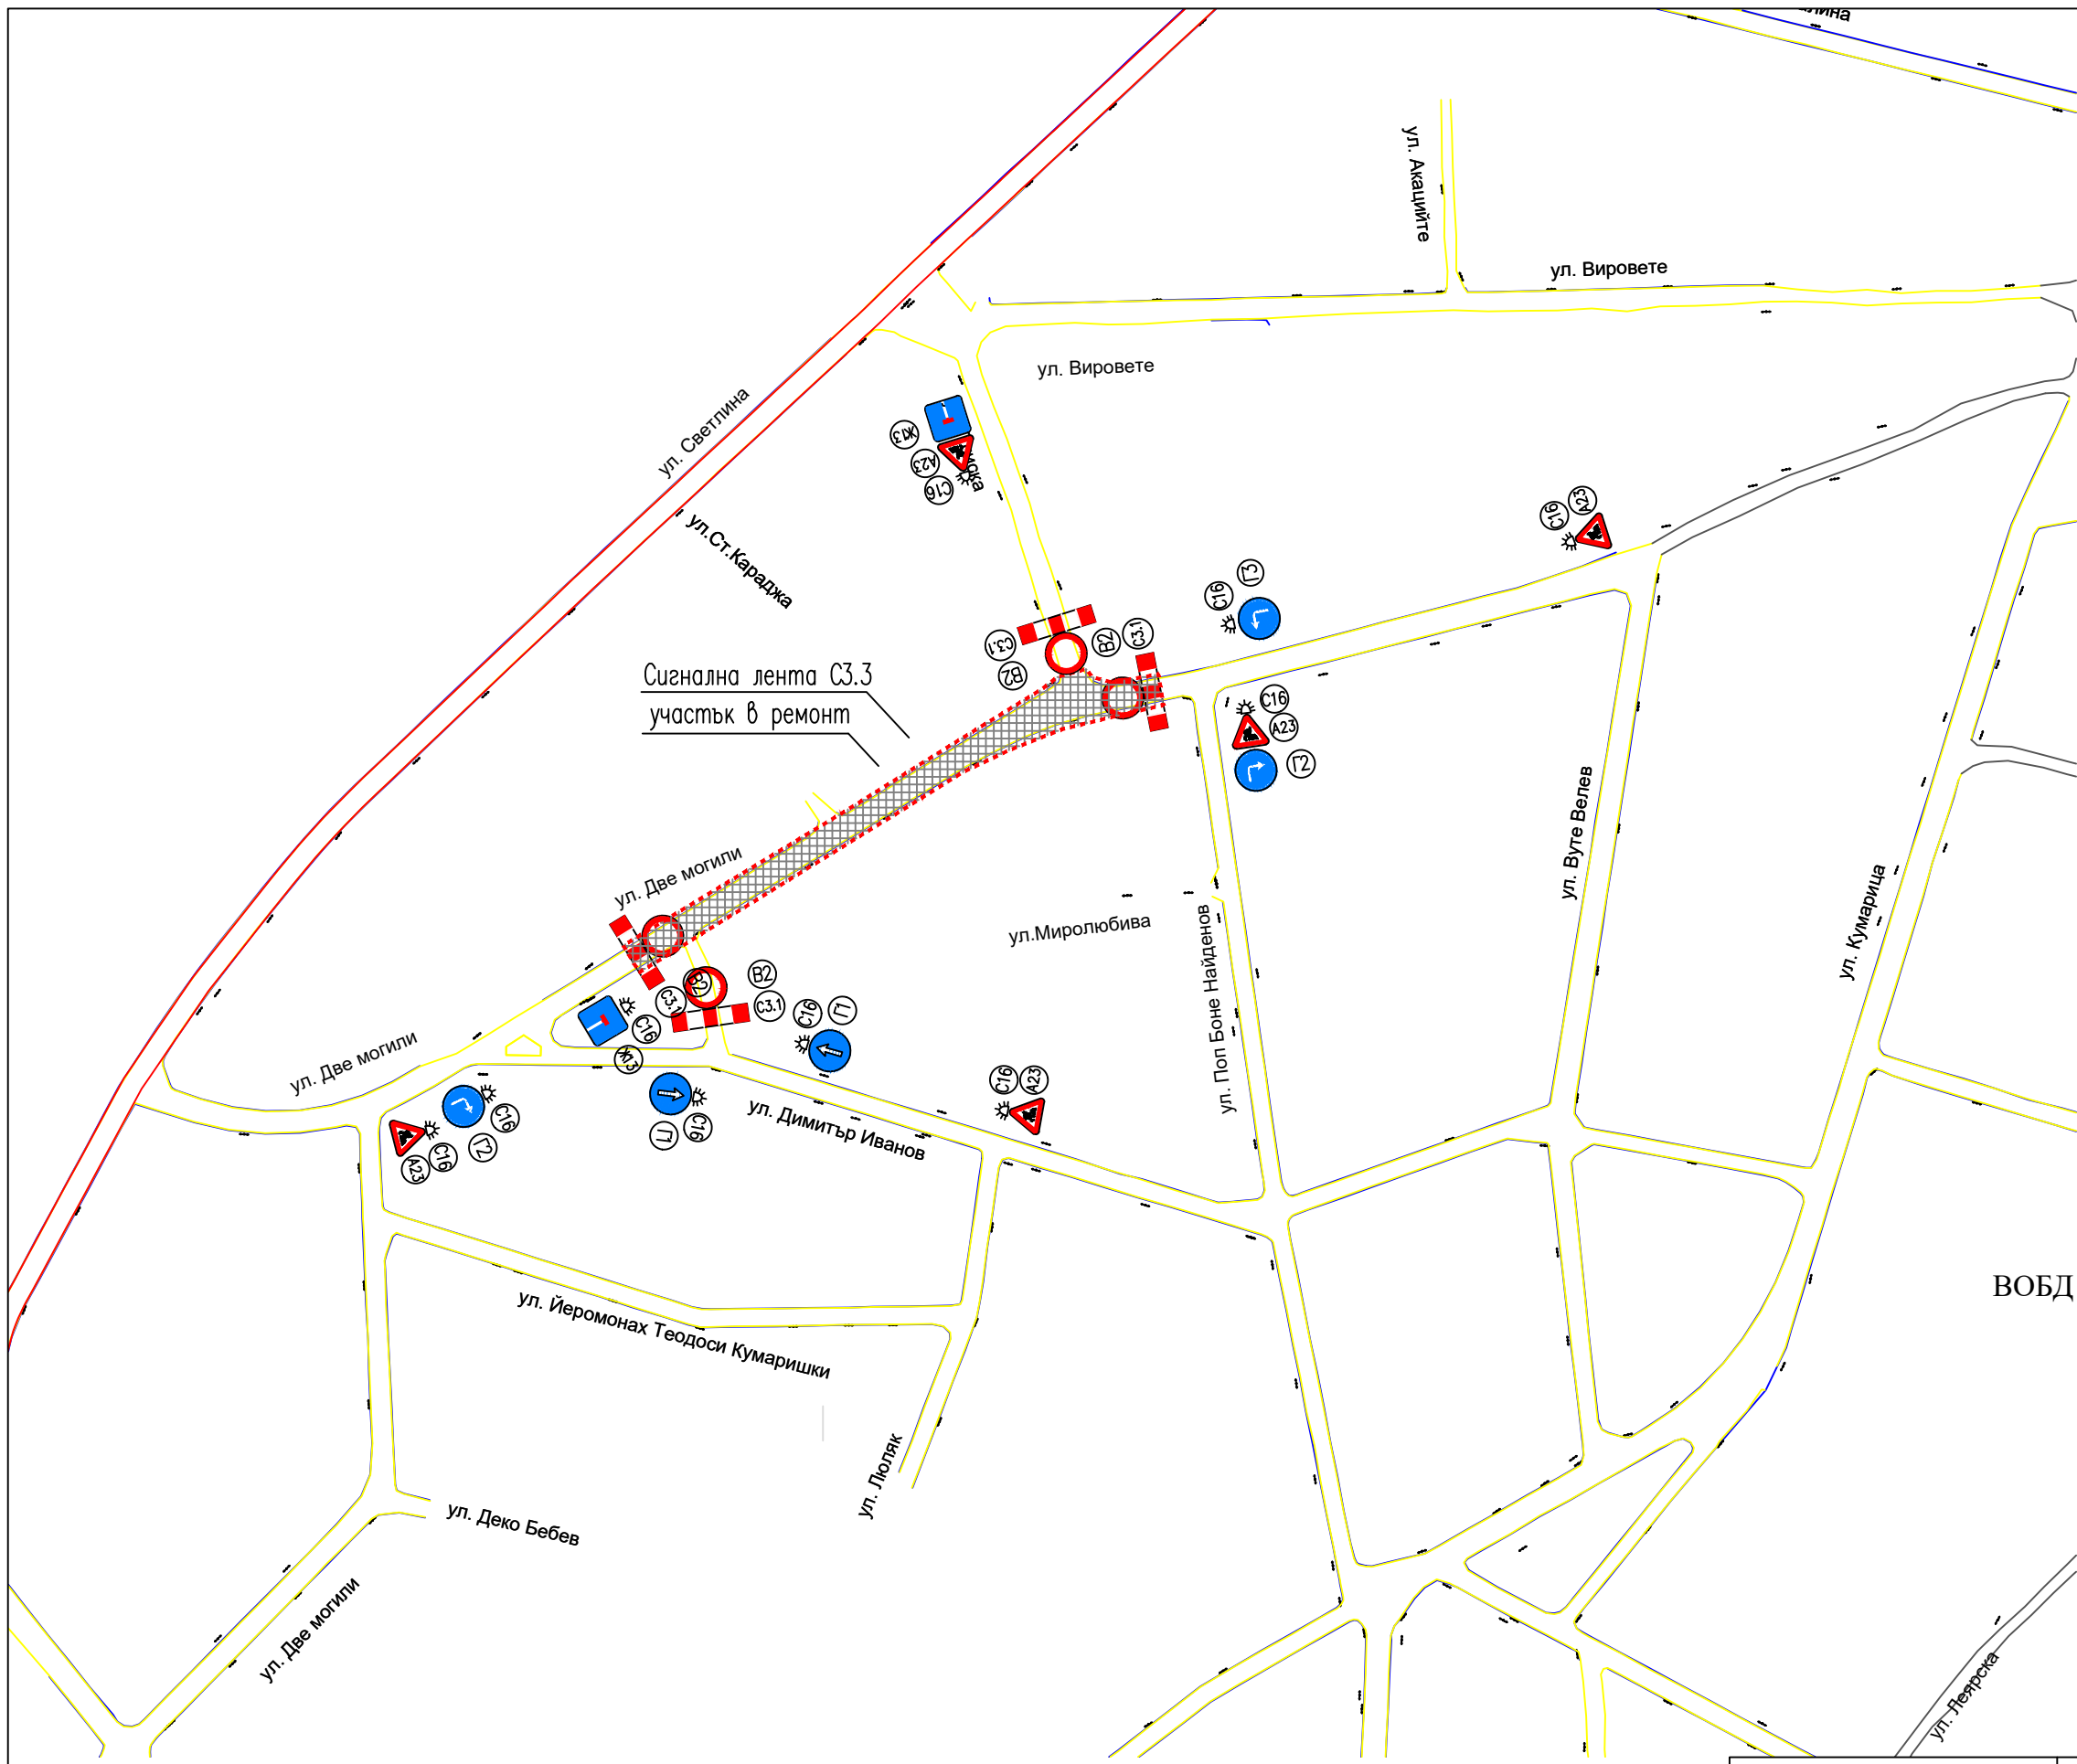 ул. Акациите
ул. Вировете
ул. Вировете
ул. Светлина
ул.Ст.Караджа
Ж13
А23
С16
С16
А23
С16
Г3
С3.1
В2
В2
С3.1
Сигнална лента С3.3
участък в ремонт
С16
А23
Г2
ул. Две могили
ул. Вуте Велев
ул. Кумарица
ул.Миролюбива
ул. Поп Боне Найденов
В2
С3.1
В2
С3.1
С16
Г1
С16
Ж13
ул. Две могили
С16
А23
С16
Г2
С16
А23
Г1
С16
ул. Димитър Иванов
ВОБД
ул. Йеромонах Теодоси Кумаришки
ул. Люляк
ул. Деко Бебев
ул. Две могили
ул. Леярска